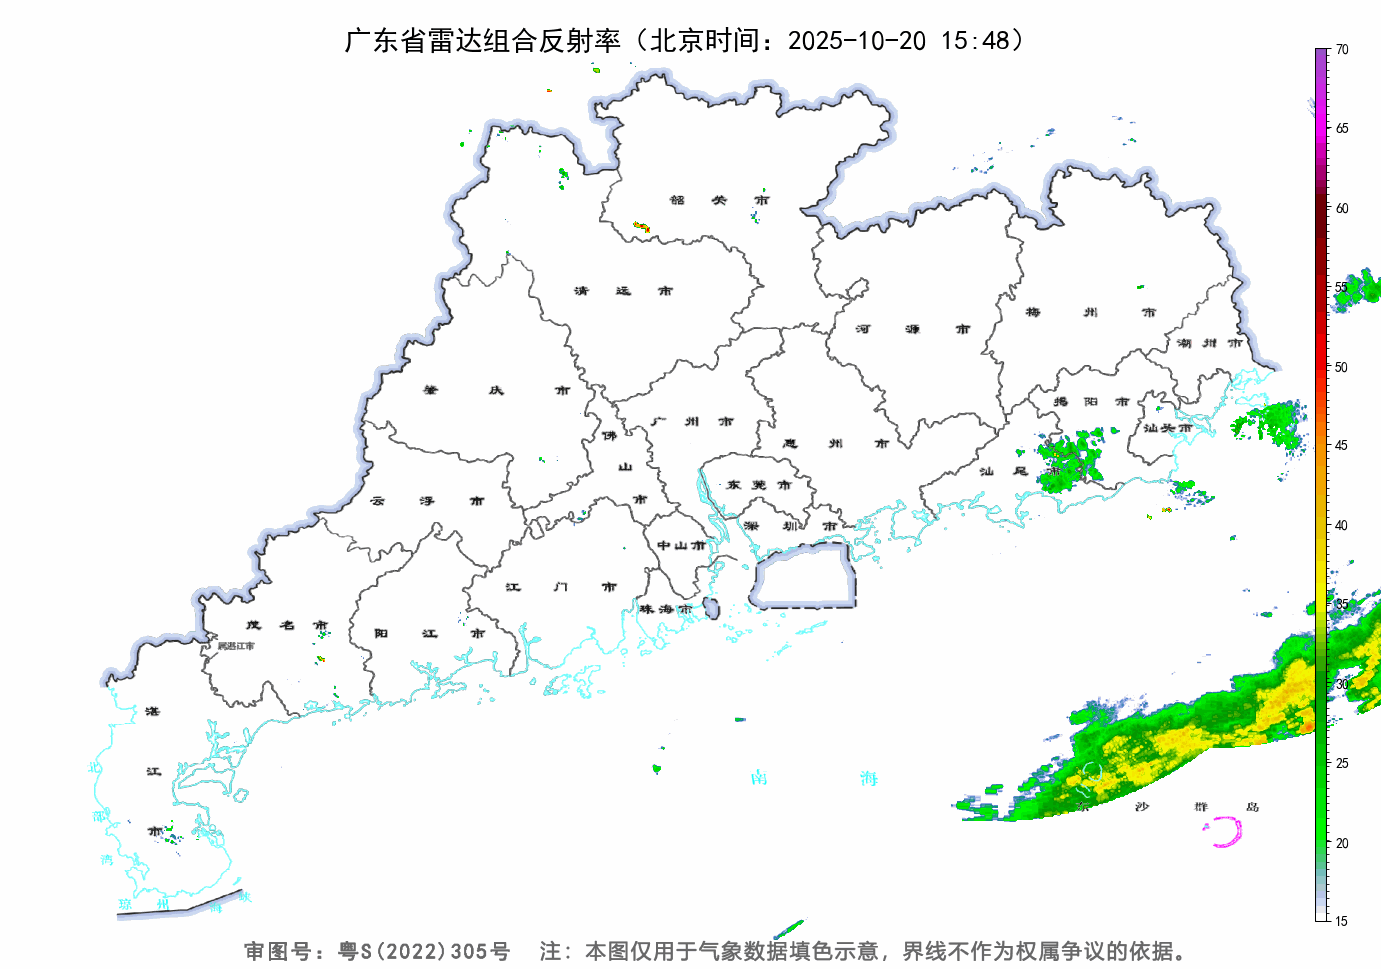 广东省雷达组合反射率（北京时间：2025-10-20 15:48）
70
65
60
55
50
45
40
35
30
25
20
15
韶关市
清远市
河源市
梅州市
潮州市
肇庆市
广州市
揭阳市
汕头市
佛山市
惠州市
汕尾市
云浮市
东莞市
深圳市
中山市
江门市
珠海市
茂名市
阳江市
属湛江市
湛江市
北部湾
南海
东沙群岛
琼州海峡
审图号：粤S(2022)305号 注：本图仅用于气象数据填色示意，界线不作为权属争议的依据。